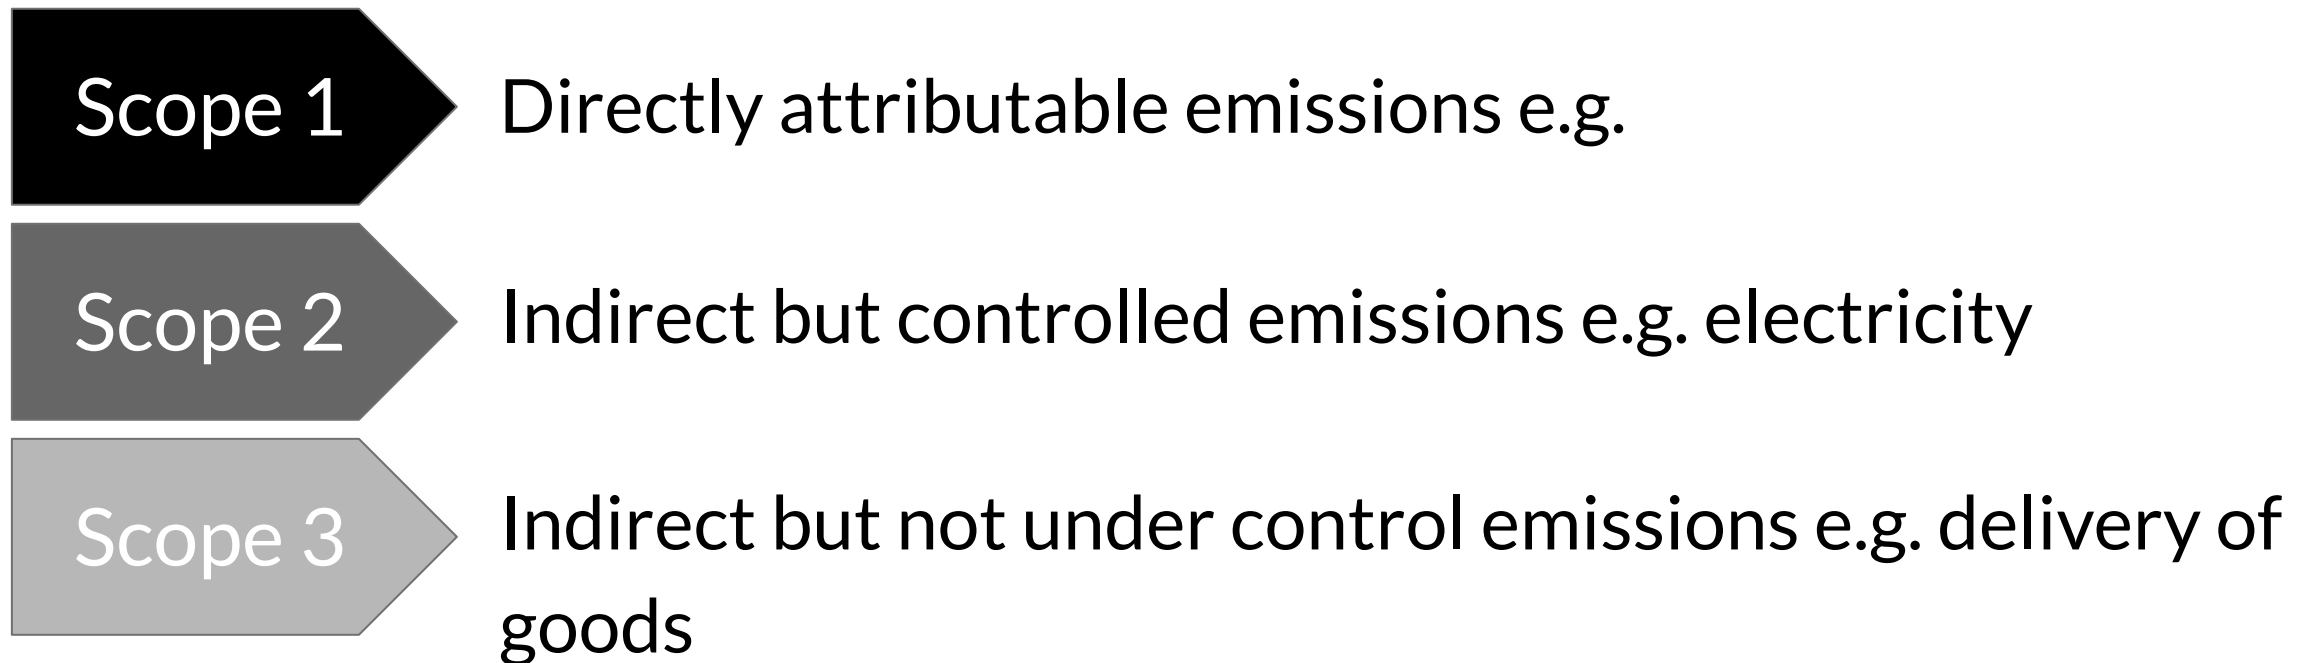 Scope 1
Directly attributable emissions e.g.
Scope 2
Indirect but controlled emissions e.g. electricity
Scope 3
Indirect but not under control emissions e.g. delivery of
goods